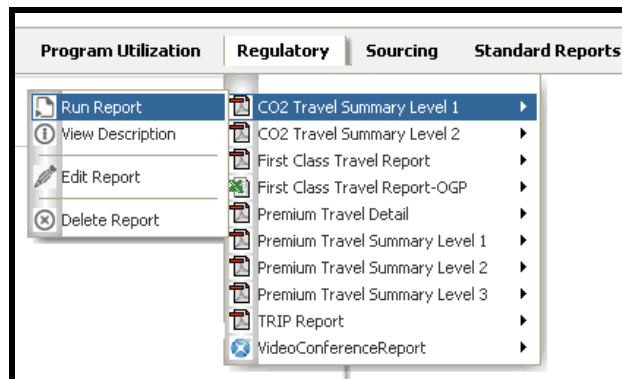 Program Utilization Regulatory Sourcing Standard Reports
Run Report
View Description
Edit Report
Delete Report
CO2 Travel Summary Level 1
CO2 Travel Summary Level 2
First Class Travel Report
First Class Travel Report-OGP
Premium Travel Detail
Premium Travel Summary Level 1
Premium Travel Summary Level 2
Premium Travel Summary Level 3
TRIP Report
VideoConferenceReport